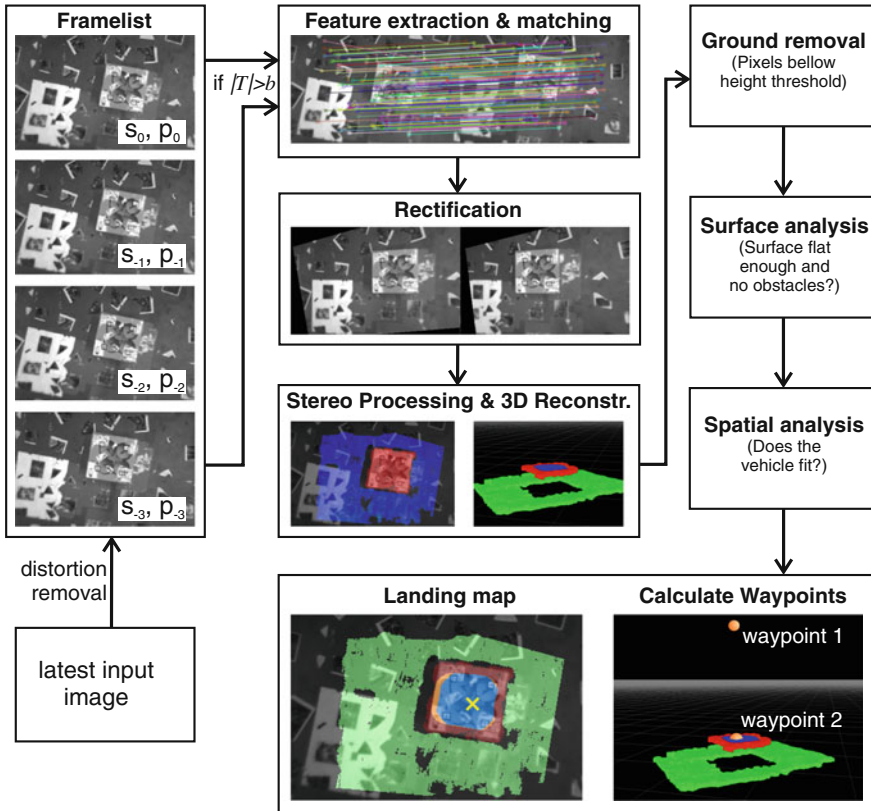 Framelist
s0, p0
s-1, p-1
s-2, p-2
s-3, p-3
distortion
removal
latest input
image
if |T|>b
Feature extraction & matching
Rectification
Stereo Processing & 3D Reconstr.
Ground removal
(Pixels bellow
height threshold)
Surface analysis
(Surface flat
enough and
no obstacles?)
Spatial analysis
(Does the
vehicle fit?)
Landing map
Calculate Waypoints
waypoint 1
waypoint 2